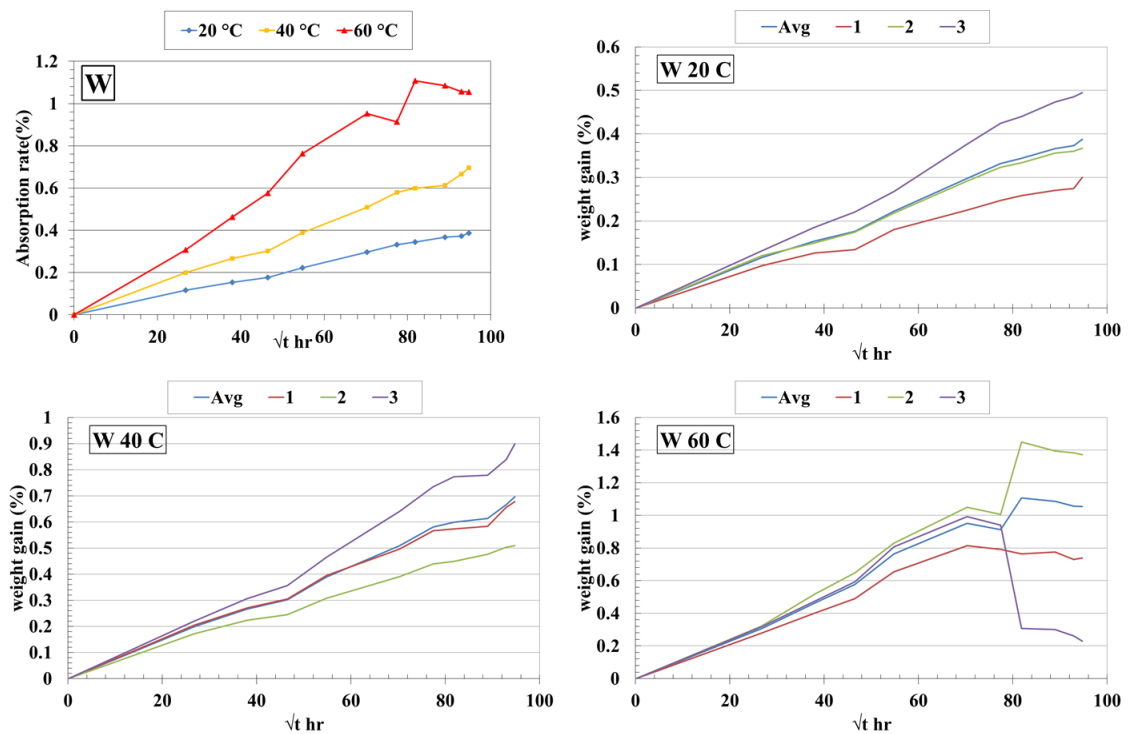 20 °C 40 °C 60 °C
W
Absorption rate(%)
1.2
1
0.8
0.6
0.4
0.2
0
0 20 40 60 80 100
√t hr
Avg 1 2 3
W 20 C
weight gain (%)
0.6
0.5
0.4
0.3
0.2
0.1
0
0 20 40 60 80 100
√t hr
Avg 1 2 3
W 40 C
weight gain (%)
1
0.9
0.8
0.7
0.6
0.5
0.4
0.3
0.2
0.1
0
0 20 40 60 80 100
√t hr
Avg 1 2 3
W 60 C
weight gain (%)
1.6
1.4
1.2
1
0.8
0.6
0.4
0.2
0
0 20 40 60 80 100
√t hr